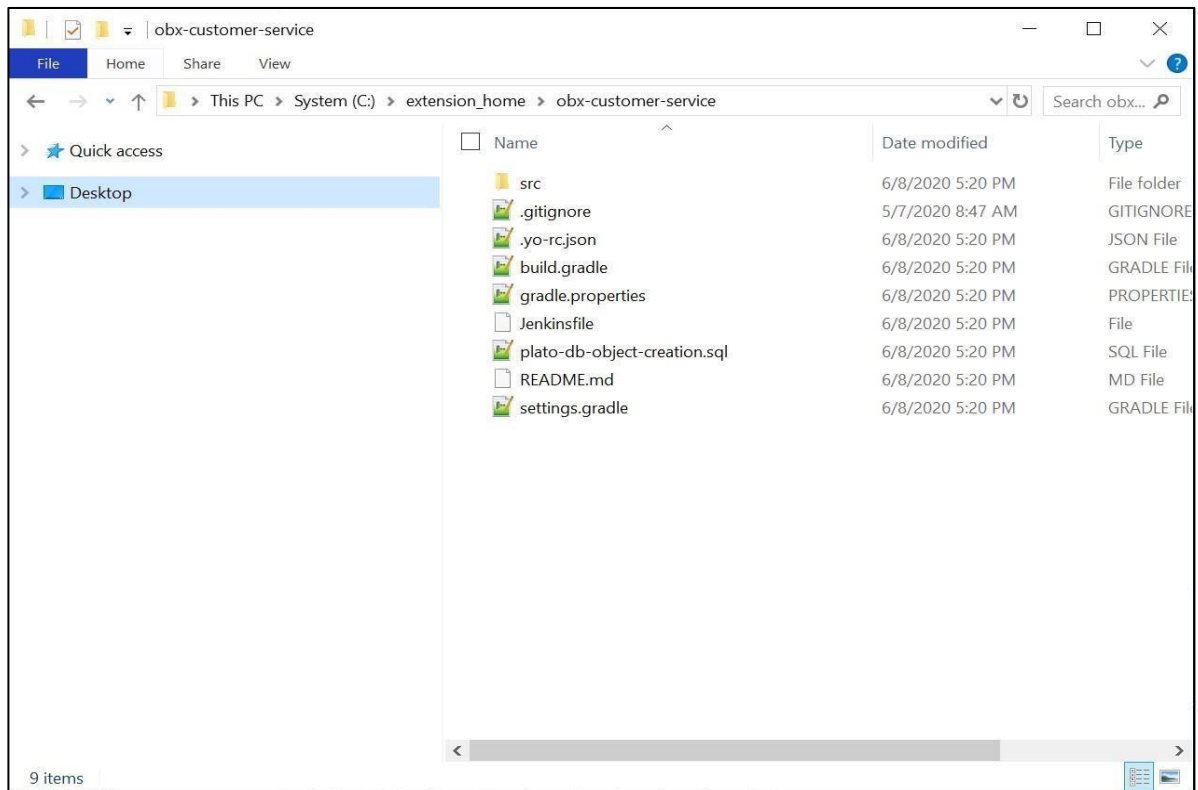 obx-customer-service
File Home Share View
This PC > System (C:) > extension_home > obx-customer-service Search obx...
Quick access
Desktop
Name Date modified Type
src 6/8/2020 5:20 PM File folder
.gitignore 5/7/2020 8:47 AM GITIGNORE
.yo-rc.json 6/8/2020 5:20 PM JSON File
build.gradle 6/8/2020 5:20 PM GRADLE File
gradle.properties 6/8/2020 5:20 PM PROPERTIES
Jenkinsfile 6/8/2020 5:20 PM File
plato-db-object-creation.sql 6/8/2020 5:20 PM SQL File
README.md 6/8/2020 5:20 PM MD File
settings.gradle 6/8/2020 5:20 PM GRADLE File
9 items